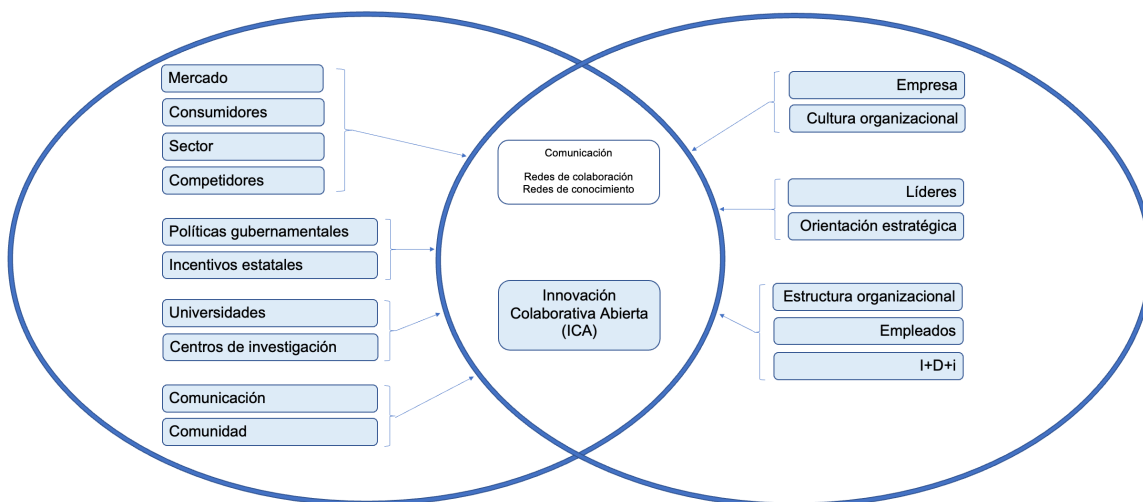 Mercado
Consumidores
Sector
Competidores
Políticas gubernamentales
Incentivos estatales
Universidades
Centros de investigación
Comunicación
Comunidad
Comunicación
Redes de colaboración
Redes de conocimiento
Innovación
Colaborativa Abierta
(ICA)
Empresa
Cultura organizacional
Líderes
Orientación estratégica
Estructura organizacional
Empleados
I+D+i